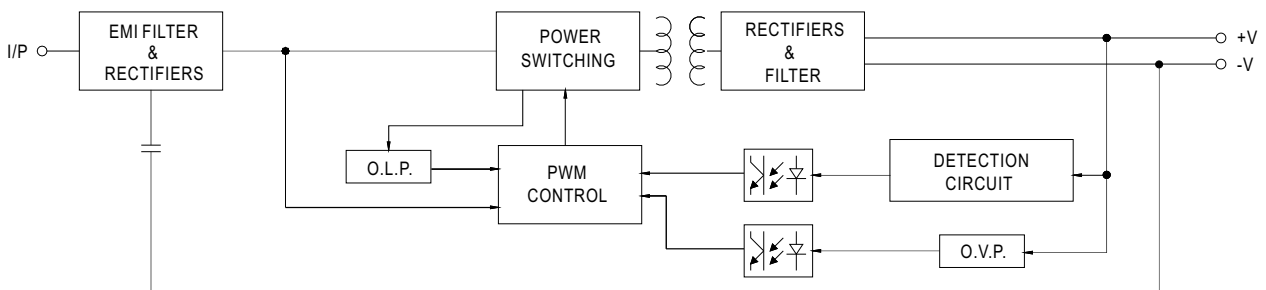 I/P
EMI FILTER
&
RECTIFIERS
POWER
SWITCHING
RECTIFIERS
&
FILTER
+V
-V
O.L.P.
PWM
CONTROL
DETECTION
CIRCUIT
O.V.P.